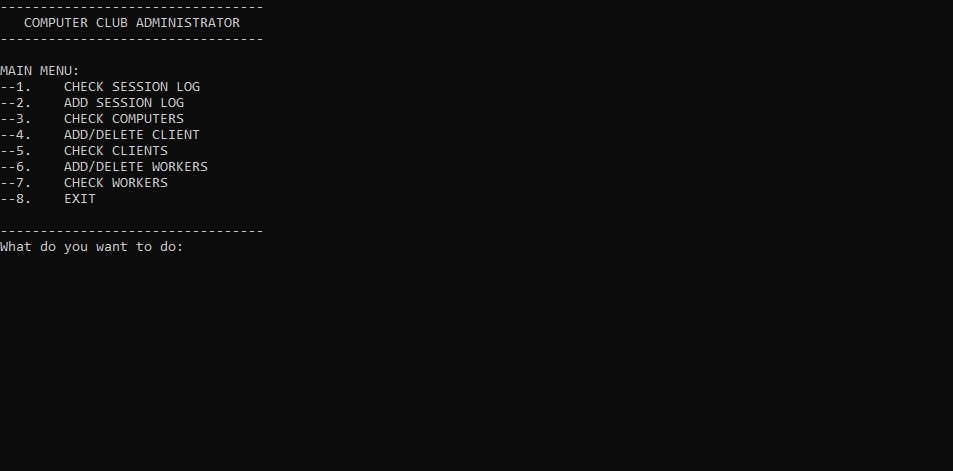 ---------------------------------
   COMPUTER CLUB ADMINISTRATOR
---------------------------------
MAIN MENU:
--1.    CHECK SESSION LOG
--2.    ADD SESSION LOG
--3.    CHECK COMPUTERS
--4.    ADD/DELETE CLIENT
--5.    CHECK CLIENTS
--6.    ADD/DELETE WORKERS
--7.    CHECK WORKERS
--8.    EXIT
---------------------------------
What do you want to do: